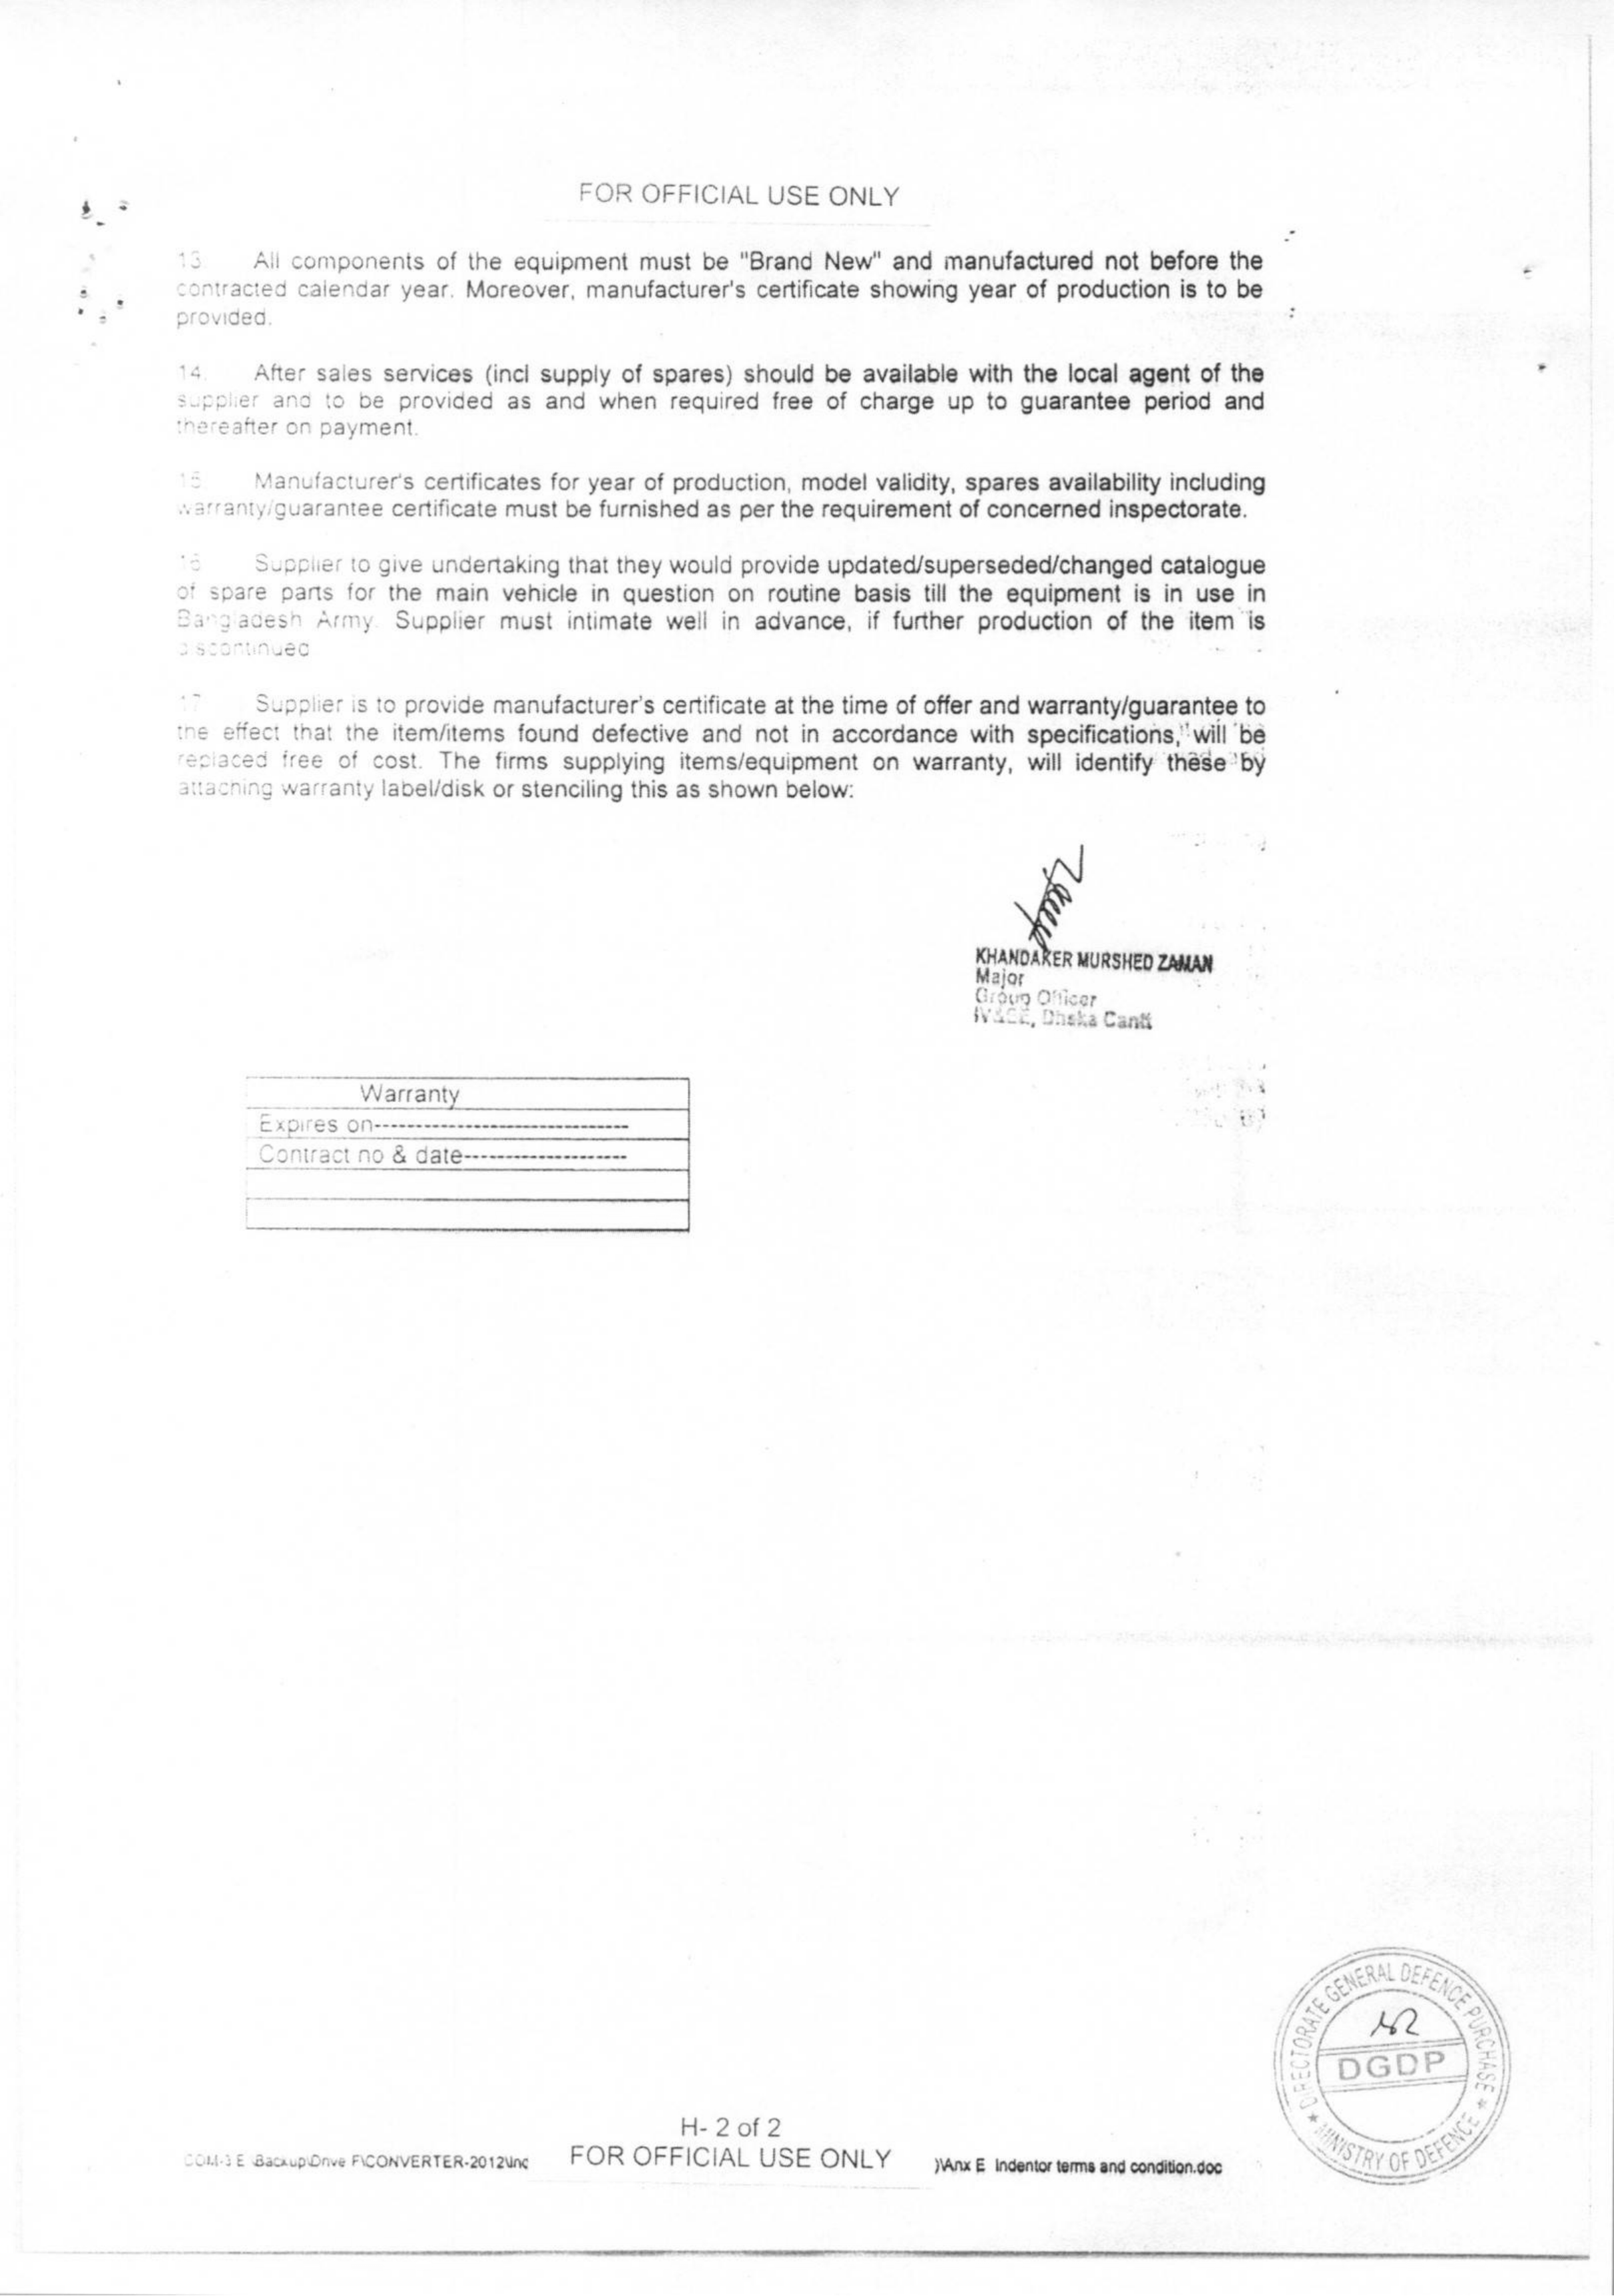 FOR OFFICIAL USE ONLY
13. All components of the equipment must be "Brand New" and manufactured not before the
contracted calendar year. Moreover, manufacturer's certificate showing year of production is to be
provided.
14. After sales services (incl supply of spares) should be available with the local agent of the
supplier and to be provided as and when required free of charge up to guarantee period and
thereafter on payment.
15. Manufacturer's certificates for year of production, model validity, spares availability including
warranty/guarantee certificate must be furnished as per the requirement of concerned inspectorate.
16 Supplier to give undertaking that they would provide updated/superseded/changed catalogue
of spare parts for the main vehicle in question on routine basis till the equipment is in use in
Bangladesh Army. Supplier must intimate well in advance, if further production of the item is
discontinued
17 Supplier is to provide manufacturer's certificate at the time of offer and warranty/guarantee to
the effect that the item/items found defective and not in accordance with specifications, will be
replaced free of cost. The firms supplying items/equipment on warranty, will identify these by
attaching warranty label/disk or stenciling this as shown below:
KHANDAKER MURSHED ZAMAN
Major
Group Officer
IV&EE, Dhaka Cantt
Warranty
Expires on-------------------------------
Contract no & date--------------------
DIRECTORATE GENERAL DEFENCE PURCHASE
DGDP
MINISTRY OF DEFENCE
H- 2 of 2
COM-3 E \Backup\Drive F\CONVERTER-2012\Inc FOR OFFICIAL USE ONLY )\Anx E Indentor terms and condition.doc